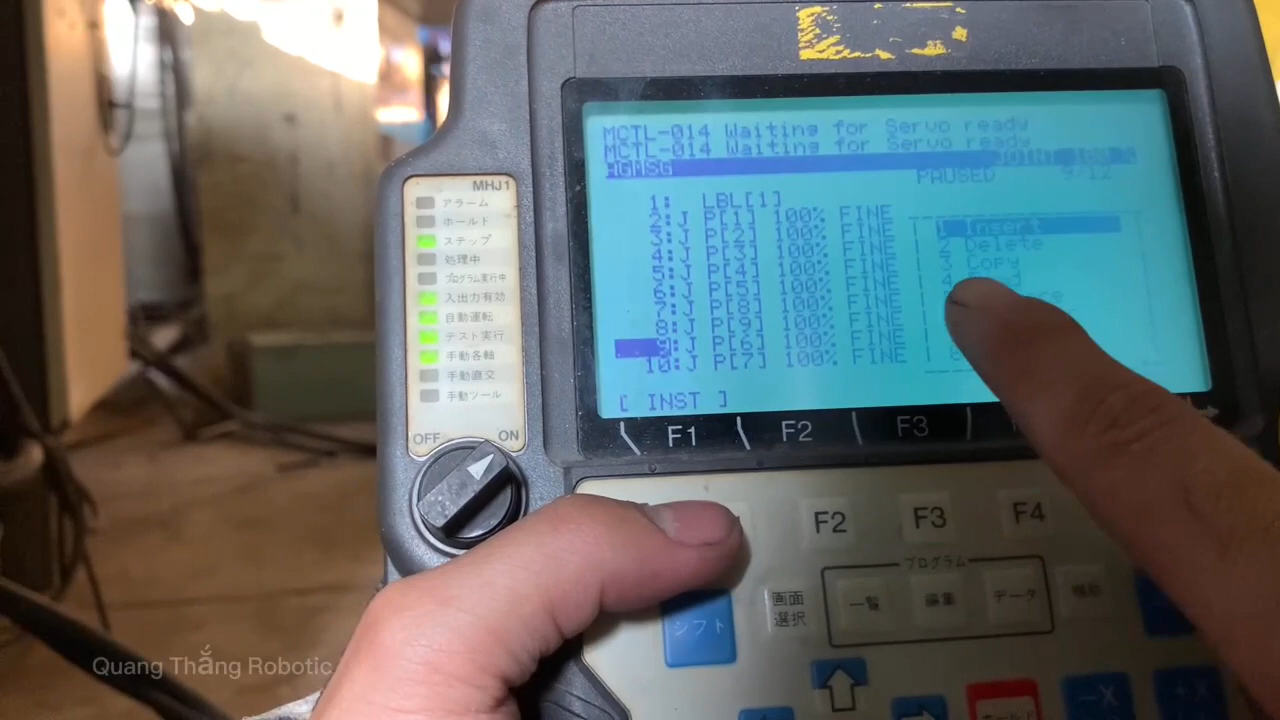 MCTL-014 Waiting for Servo ready
MCTL-014 Waiting for Servo ready
PAUSED 9/12
1: LBL[1]
2:J P[1] 100% FINE
3:J P[2] 100% FINE
4:J P[3] 100% FINE
5:J P[4] 100% FINE
6:J P[5] 100% FINE
7:J P[8] 100% FINE
8:J P[9] 100% FINE
9:J P[6] 100% FINE
10:J P[7] 100% FINE
1 Insert
2 Delete
3 Copy
[ INST ]
F1 F2 F3
MHJ1
アラーム
ホールド
ステップ
処理中
プログラム実行中
入出力有効
自動運転
テスト実行
手動各軸
手動直交
手動ツール
OFF ON
F2 F3 F4
プログラム
画面
選択
一覧 編集 データ 補助
シフト
-X +X
Quang Thắng Robotic